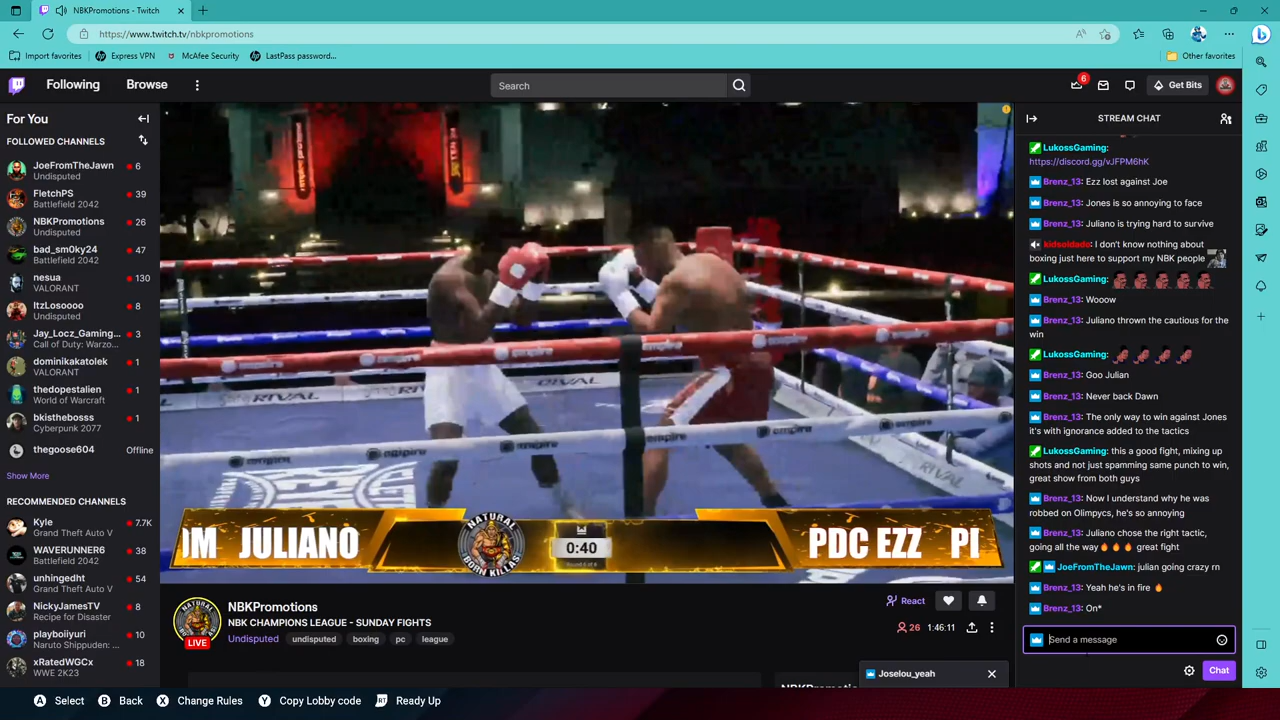 NBKPromotions - Twitch
https://www.twitch.tv/nbkpromotions
Import favorites
Express VPN
McAfee Security
LastPass password...
Other favorites
Following
Browse
Search
6
Get Bits
For You
FOLLOWED CHANNELS
JoeFromTheJawn 6
Undisputed
FletchPS 39
Battlefield 2042
NBKPromotions 26
Undisputed
bad_sm0ky24 47
Battlefield 2042
nesua 130
VALORANT
ItzLosoooo 8
Undisputed
Jay_Locz_Gaming... 3
Call of Duty: Warzo...
dominikakatolek 1
VALORANT
thedopestalien 1
World of Warcraft
bkisthebosss 1
Cyberpunk 2077
thegoose604 Offline
Show More
RECOMMENDED CHANNELS
Kyle 7.7K
Grand Theft Auto V
WAVERUNNER6 38
Battlefield 2042
unhingedht 54
Grand Theft Auto V
NickyJamesTV 8
Recipe for Disaster
playboiiyuri 10
Naruto Shippuden: ...
xRatedWGCx 13
WWE 2K23
RIVAL
RIVAL
empire
JULIANO
NATURAL
BORN KILLAS
0:40
PDC EZZ PI
NBKPromotions
NBK CHAMPIONS LEAGUE - SUNDAY FIGHTS
Undisputed undisputed boxing pc league
LIVE
React
26 1:46:11
Joselou_yeah
STREAM CHAT
LukossGaming:
https://discord.gg/vJFPM6hK
Brenz_13: Ezz lost against Joe
Brenz_13: Jones is so annoying to face
Brenz_13: Juliano is trying hard to survive
kidsoldado: I don't know nothing about
boxing just here to support my NBK people
LukossGaming:
Brenz_13: Wooow
Brenz_13: Juliano thrown the cautious for the
win
LukossGaming:
Brenz_13: Goo Julian
Brenz_13: Never back Dawn
Brenz_13: The only way to win against Jones
it's with ignorance added to the tactics
LukossGaming: this a good fight, mixing up
shots and not just spamming same punch to win,
great show from both guys
Brenz_13: Now I understand why he was
robbed on Olimpycs, he's so annoying
Brenz_13: Juliano chose the right tactic,
going all the way🔥🔥🔥 great fight
JoeFromTheJawn: julian going crazy rn
Brenz_13: Yeah he's in fire 🔥
Brenz_13: On*
Send a message
Chat
A Select
B Back
X Change Rules
Y Copy Lobby code
RT Ready Up